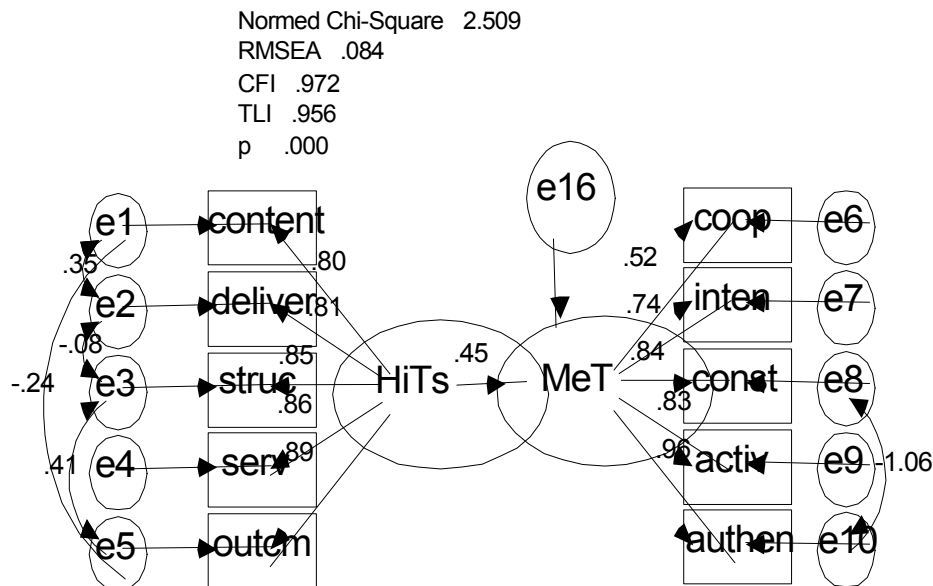 Normed Chi-Square 2.509
RMSEA .084
CFI .972
TLI .956
p .000
e16
e1 content coop e6
.35 .80 .52
e2 deliver .81 .74 inten e7
-.08 .85 .45 .84
-.24 e3 struc HiTs MeT const e8
.86 .83
.41 e4 serv .89 .96 activ e9 -1.06
e5 outcm authen e10